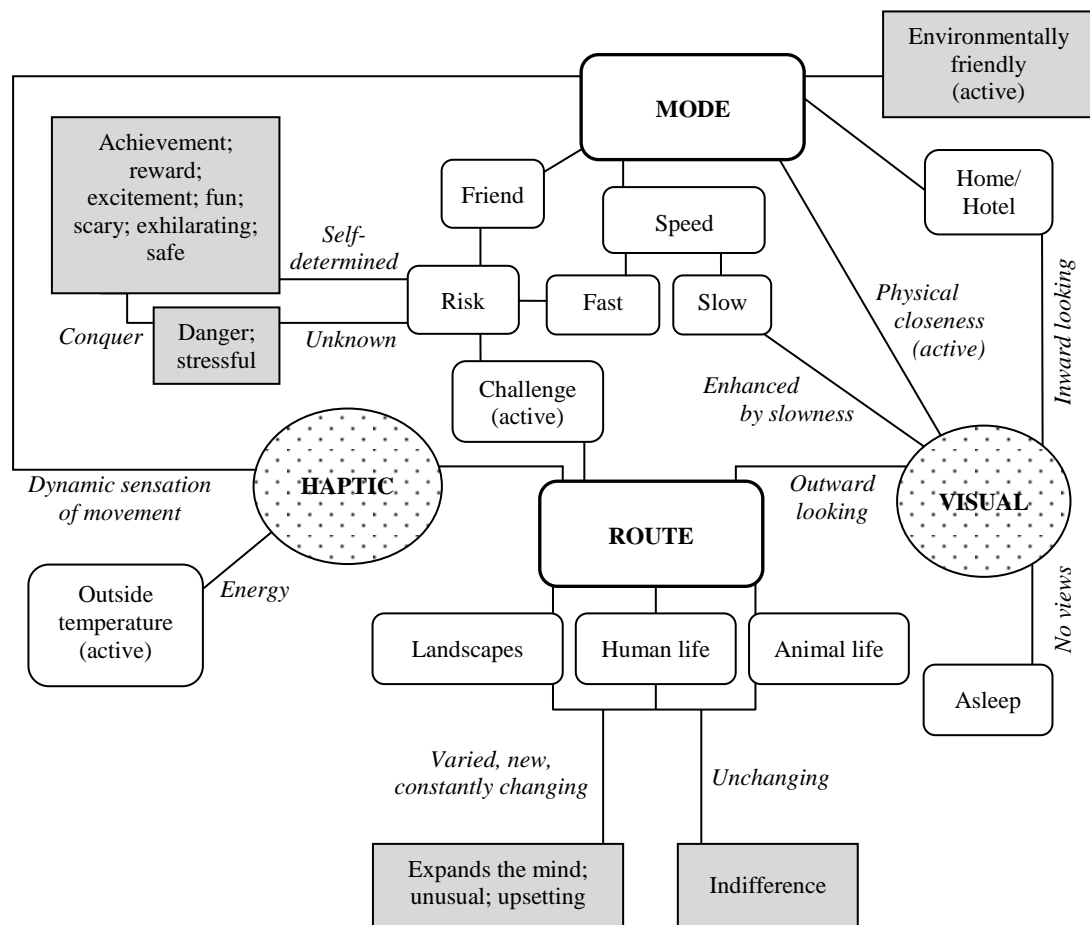 Environmentally
friendly
(active)
MODE
Achievement;
reward;
excitement; fun;
scary; exhilarating;
safe
Friend
Home/
Hotel
Speed
Self-
determined
Risk
Fast
Slow
Physical
closeness
(active)
Inward looking
Conquer
Danger;
stressful
Unknown
Challenge
(active)
Enhanced
by slowness
Dynamic sensation
of movement
HAPTIC
Outward
looking
VISUAL
ROUTE
Energy
Outside
temperature
(active)
No views
Landscapes
Human life
Animal life
Asleep
Varied, new,
constantly changing
Unchanging
Expands the mind;
unusual; upsetting
Indifference